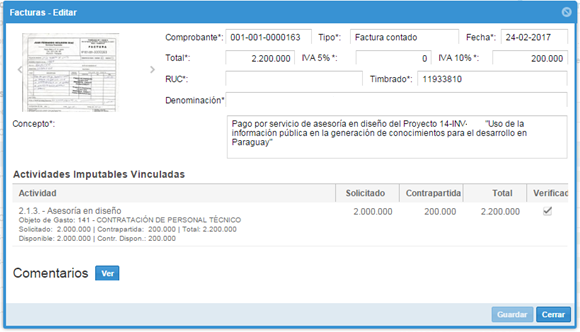 Facturas - Editar
Comprobante*: 001-001-0000163 Tipo*: Factura contado Fecha*: 24-02-2017
Total*: 2.200.000 IVA 5% *: 0 IVA 10% *: 200.000
RUC*: Timbrado*: 11933810
Denominación*
Concepto*: Pago por servicio de asesoría en diseño del Proyecto 14-INV- "Uso de la
información pública en la generación de conocimientos para el desarrollo en
Paraguay"
Actividades Imputables Vinculadas
Actividad Solicitado Contrapartida Total Verificac
2.1.3. - Asesoría en diseño 2.000.000 200.000 2.200.000
Objeto de Gasto: 141 - CONTRATACIÓN DE PERSONAL TÉCNICO
Solicitado: 2.000.000 | Contrapartida: 200.000 | Total: 2.200.000
Disponible: 2.000.000 | Contr. Dispon.: 200.000
Comentarios Ver
Guardar Cerrar